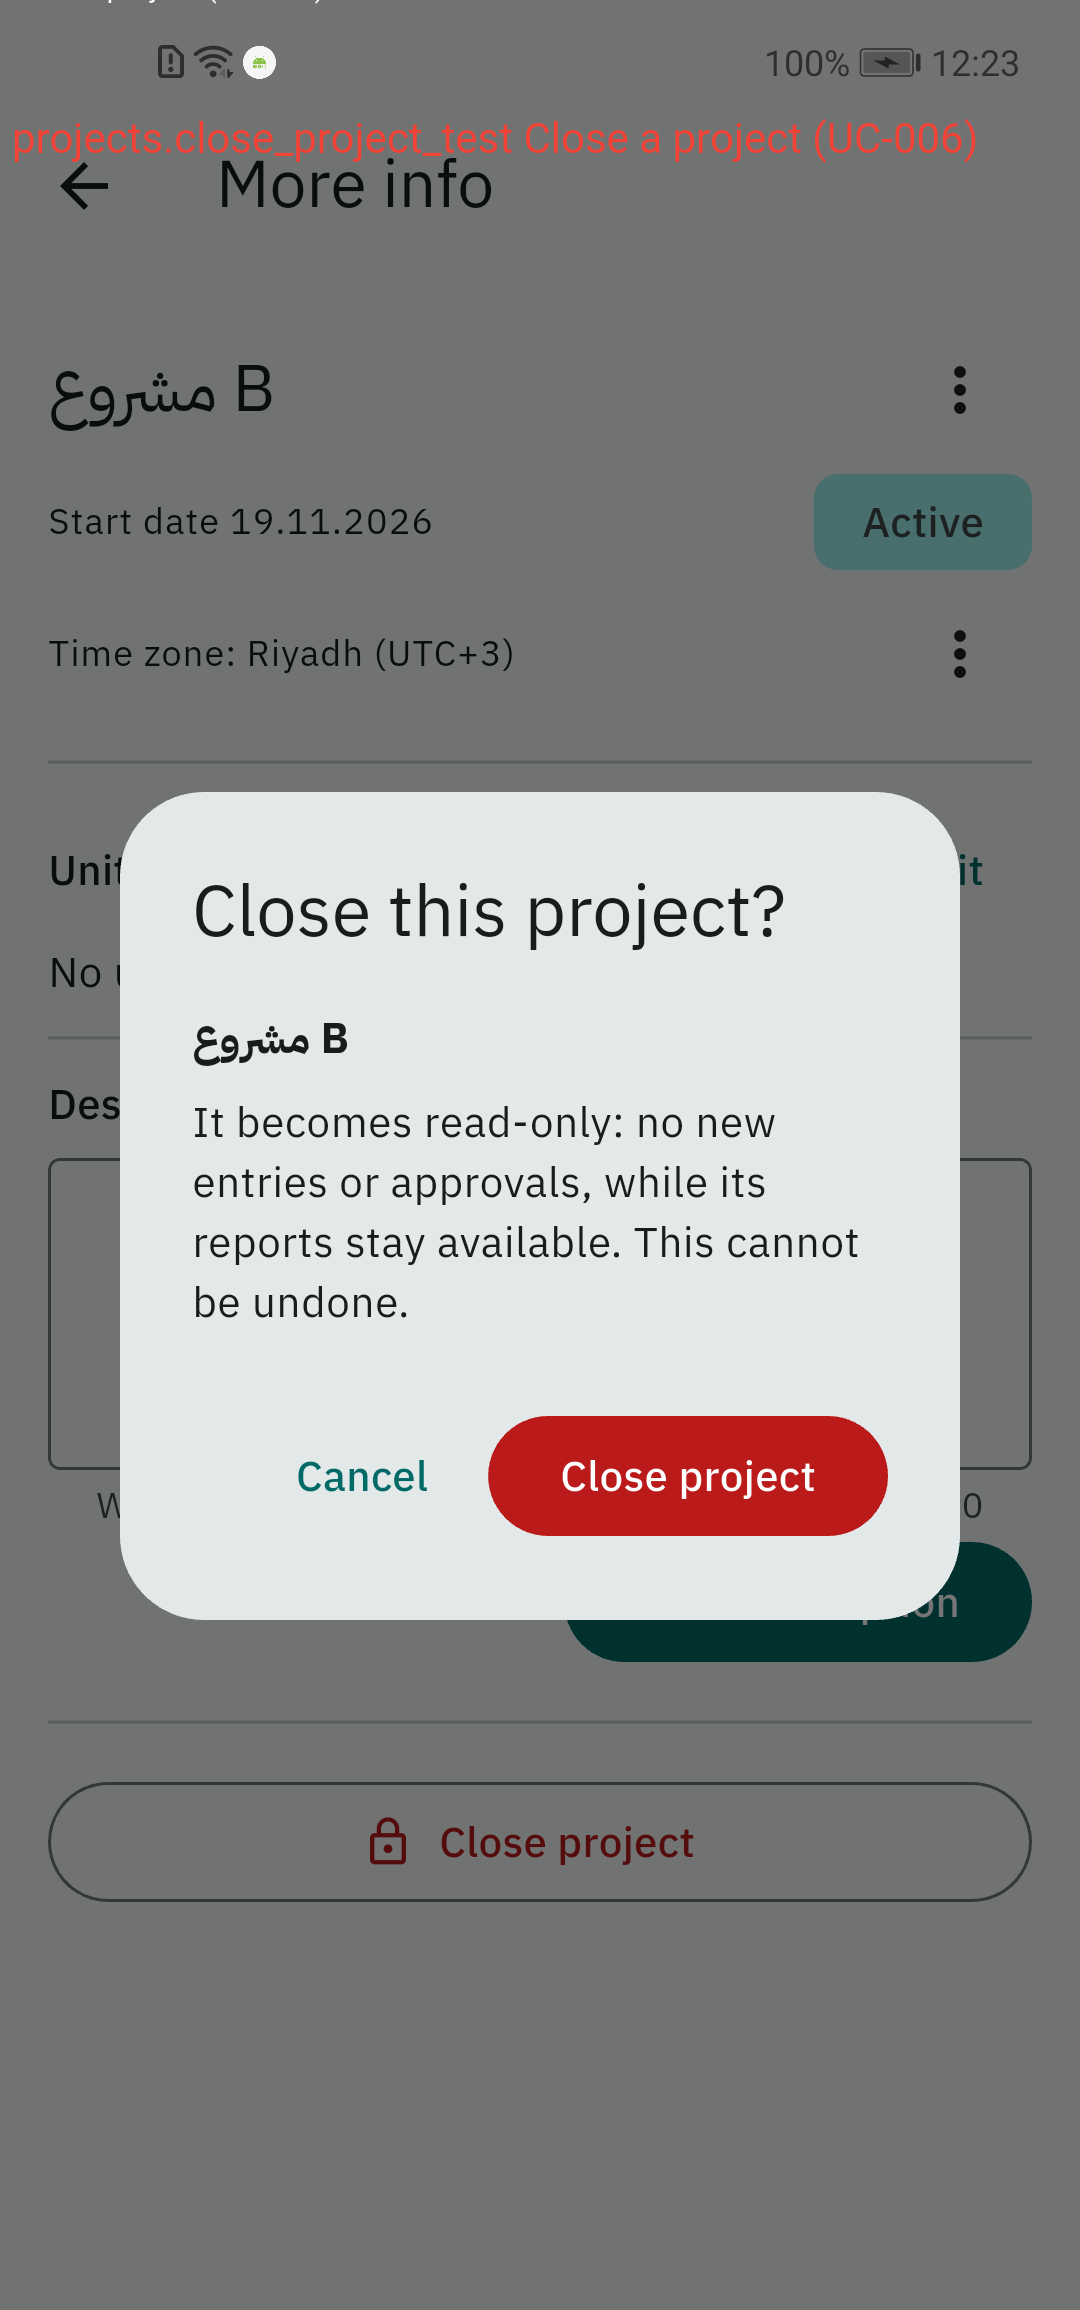 100% 12:23
projects.close_project_test Close a project (UC-006)
More info
مشروع B
Start date 19.11.2026
Active
Time zone: Riyadh (UTC+3)
Close this project?
No
مشروع B
It becomes read-only: no new
entries or approvals, while its
reports stay available. This cannot
be undone.
Cancel
Close project
0
Close project